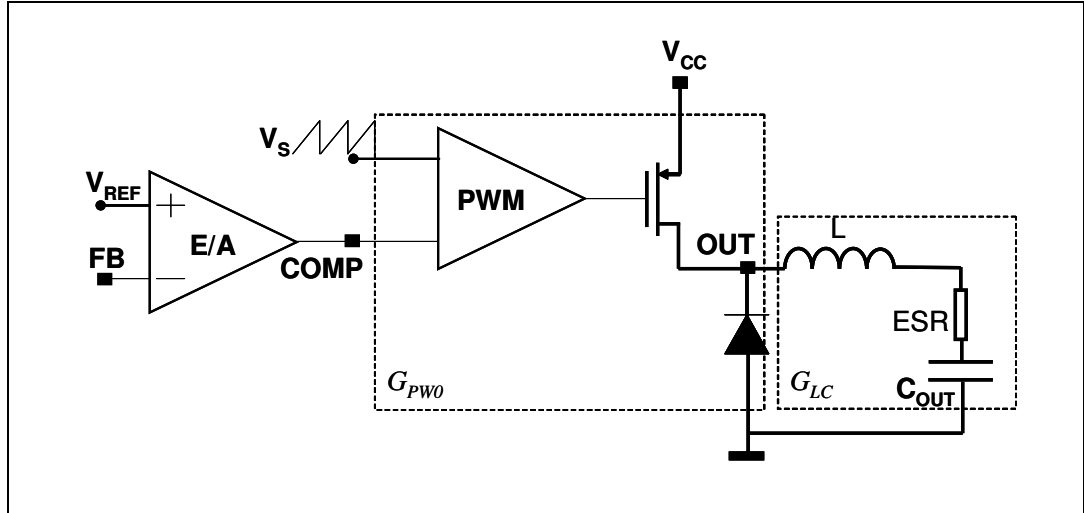 V_CC
V_S
V_REF
+
PWM
E/A
FB
−
COMP
OUT
L
ESR
C_OUT
G_PW0
G_LC